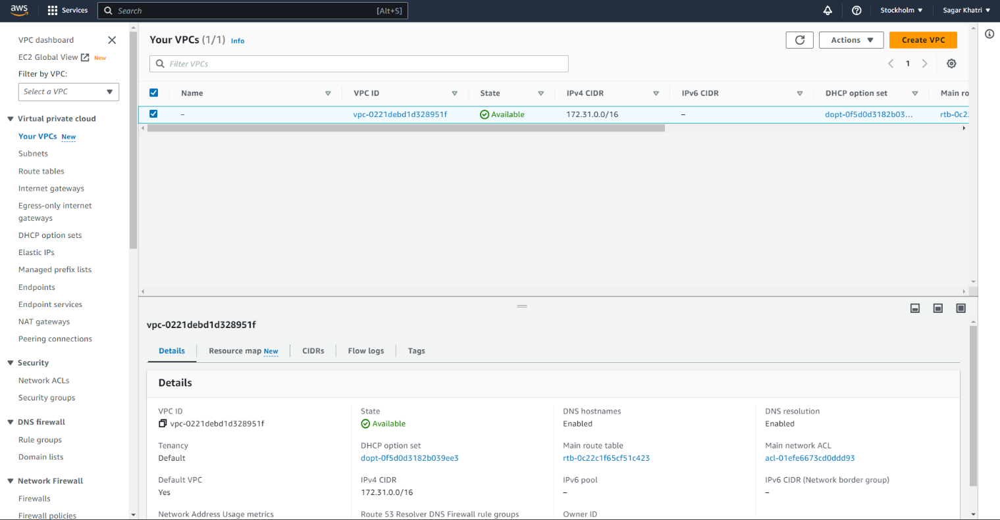 aws Services Search [Alt+S] Stockholm Sagar Khatri
VPC dashboard
EC2 Global View New
Filter by VPC:
Select a VPC
Virtual private cloud
Your VPCs New
Subnets
Route tables
Internet gateways
Egress-only internet
gateways
DHCP option sets
Elastic IPs
Managed prefix lists
Endpoints
Endpoint services
NAT gateways
Peering connections
Security
Network ACLs
Security groups
DNS firewall
Rule groups
Domain lists
Network Firewall
Firewalls
Firewall policies
Your VPCs (1/1) Info
Actions
Create VPC
Filter VPCs
1
Name VPC ID State IPv4 CIDR IPv6 CIDR DHCP option set Main ro
– vpc-0221debd1d328951f Available 172.31.0.0/16 – dopt-0f5d0d3182b03... rtb-0c2
vpc-0221debd1d328951f
Details Resource map New CIDRs Flow logs Tags
Details
VPC ID State DNS hostnames DNS resolution
vpc-0221debd1d328951f Available Enabled Enabled
Tenancy DHCP option set Main route table Main network ACL
Default dopt-0f5d0d3182b039ee3 rtb-0c22c1f65cf51c423 acl-01efe6673cd0ddd93
Default VPC IPv4 CIDR IPv6 pool IPv6 CIDR (Network border group)
Yes 172.31.0.0/16 – –
Network Address Usage metrics Route 53 Resolver DNS Firewall rule groups Owner ID